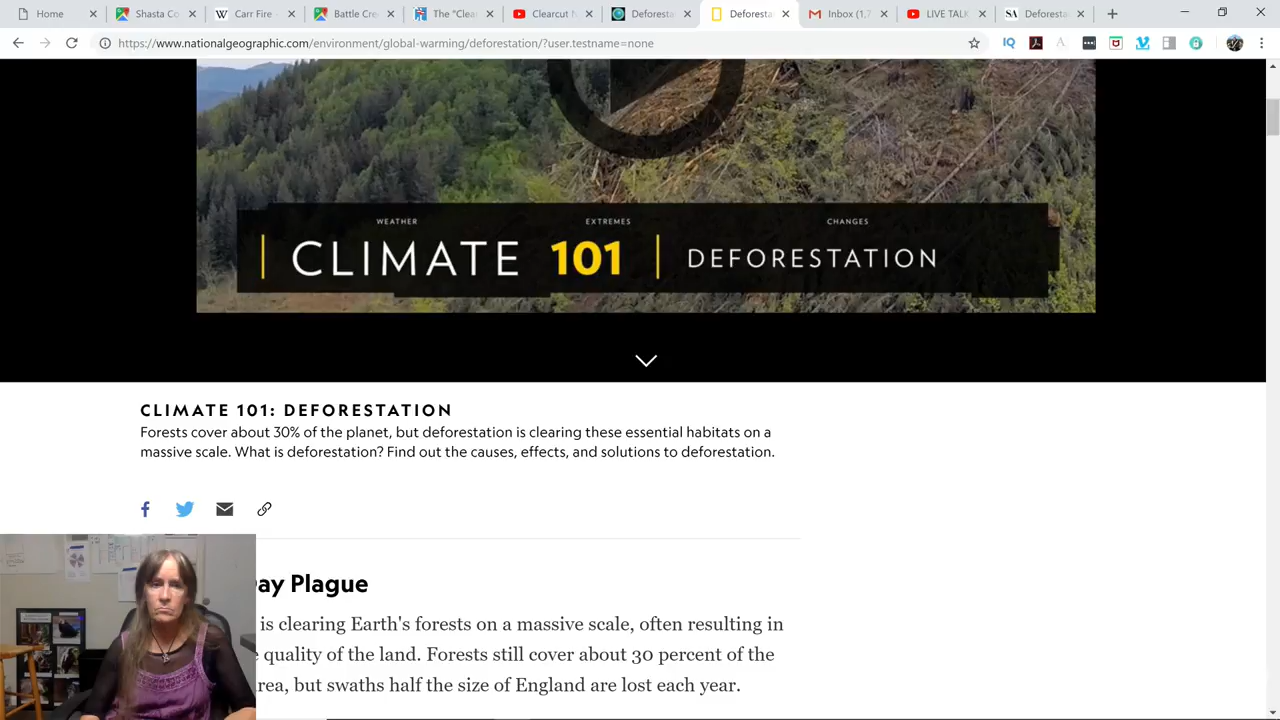 Home
Shasta Co
Carr Fire
Battle Cre
The "Clea
Clearcut
Deforesta
Deforesta
Inbox (1,7
LIVE TALK
Deforesta
https://www.nationalgeographic.com/environment/global-warming/deforestation/?user.testname=none
WEATHER EXTREMES CHANGES
CLIMATE 101 DEFORESTATION
CLIMATE 101: DEFORESTATION
Forests cover about 30% of the planet, but deforestation is clearing these essential habitats on a
massive scale. What is deforestation? Find out the causes, effects, and solutions to deforestation.
ay Plague
is clearing Earth's forests on a massive scale, often resulting in
quality of the land. Forests still cover about 30 percent of the
rea, but swaths half the size of England are lost each year.